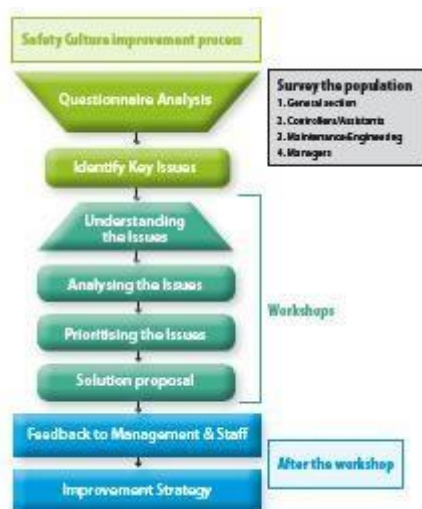 Safety Culture improvement process
Questionnaire Analysis
Survey the population
1. General section
2. Controllers/Assistants
3. Maintenance Engineering
4. Managers
Identify Key Issues
Understanding
the Issues
Analysing the Issues
Prioritising the Issues
Solution proposal
Workshops
Feedback to Management & Staff
Improvement Strategy
After the workshop